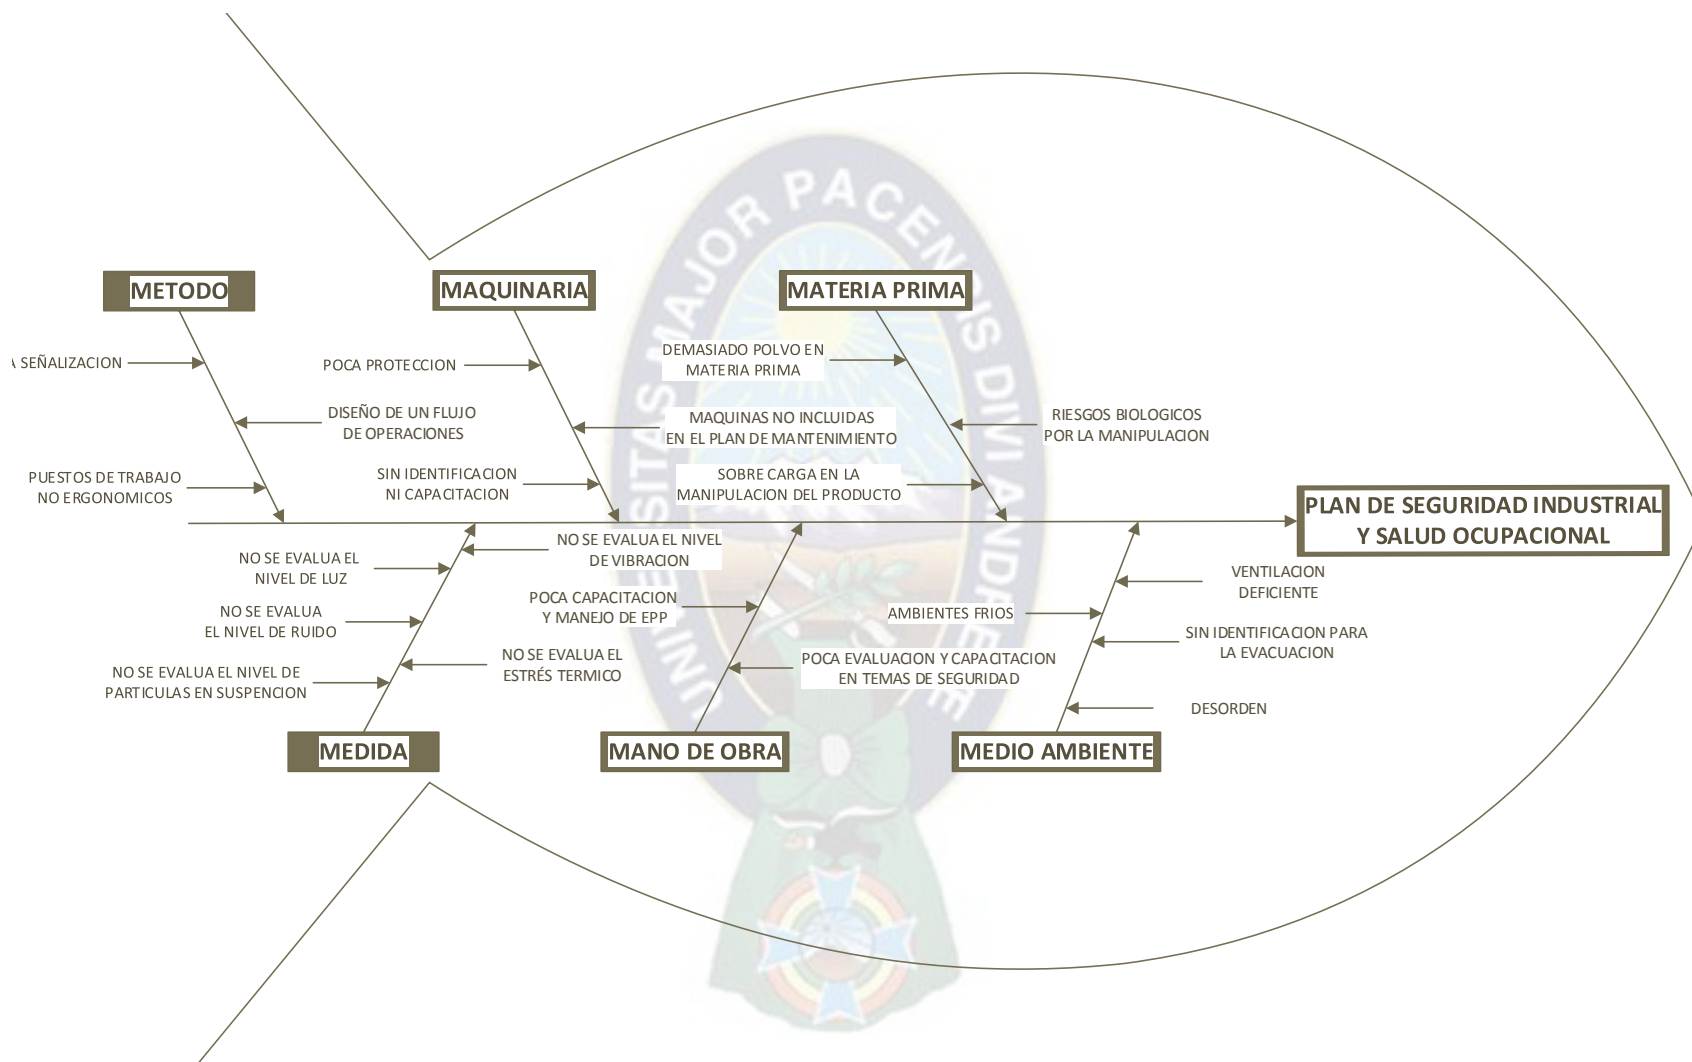 METODO
MAQUINARIA
MATERIA PRIMA
SEÑALIZACION
DISEÑO DE UN FLUJO
DE OPERACIONES
PUESTOS DE TRABAJO
NO ERGONOMICOS
POCA PROTECCION
MAQUINAS NO INCLUIDAS
EN EL PLAN DE MANTENIMIENTO
SIN IDENTIFICACION
NI CAPACITACION
DEMASIADO POLVO EN
MATERIA PRIMA
RIESGOS BIOLOGICOS
POR LA MANIPULACION
SOBRE CARGA EN LA
MANIPULACION DEL PRODUCTO
PLAN DE SEGURIDAD INDUSTRIAL
Y SALUD OCUPACIONAL
NO SE EVALUA EL NIVEL
DE VIBRACION
NO SE EVALUA EL
NIVEL DE LUZ
NO SE EVALUA
EL NIVEL DE RUIDO
NO SE EVALUA EL
ESTRÉS TERMICO
NO SE EVALUA EL NIVEL DE
PARTICULAS EN SUSPENCION
POCA CAPACITACION
Y MANEJO DE EPP
POCA EVALUACION Y CAPACITACION
EN TEMAS DE SEGURIDAD
VENTILACION
DEFICIENTE
AMBIENTES FRIOS
SIN IDENTIFICACION PARA
LA EVACUACION
DESORDEN
MEDIDA
MANO DE OBRA
MEDIO AMBIENTE
MAJOR PACENSIS DIVI